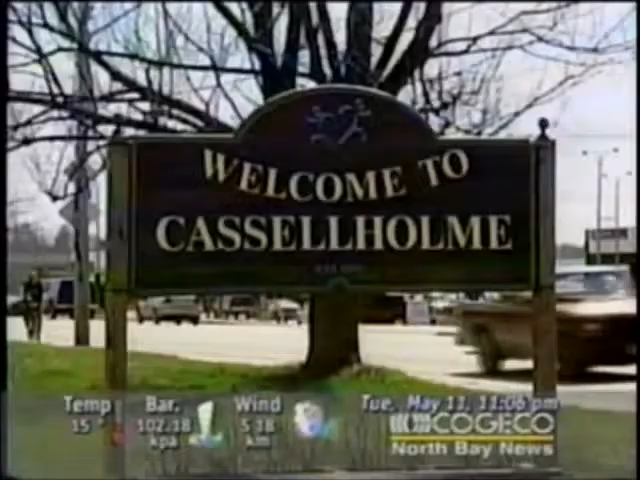 WELCOME TO
CASSELLHOLME
Temp Bar. Wind Tue, May 11, 11:06 pm
15° 102.18 5 18 COGECO
kpa km North Bay News